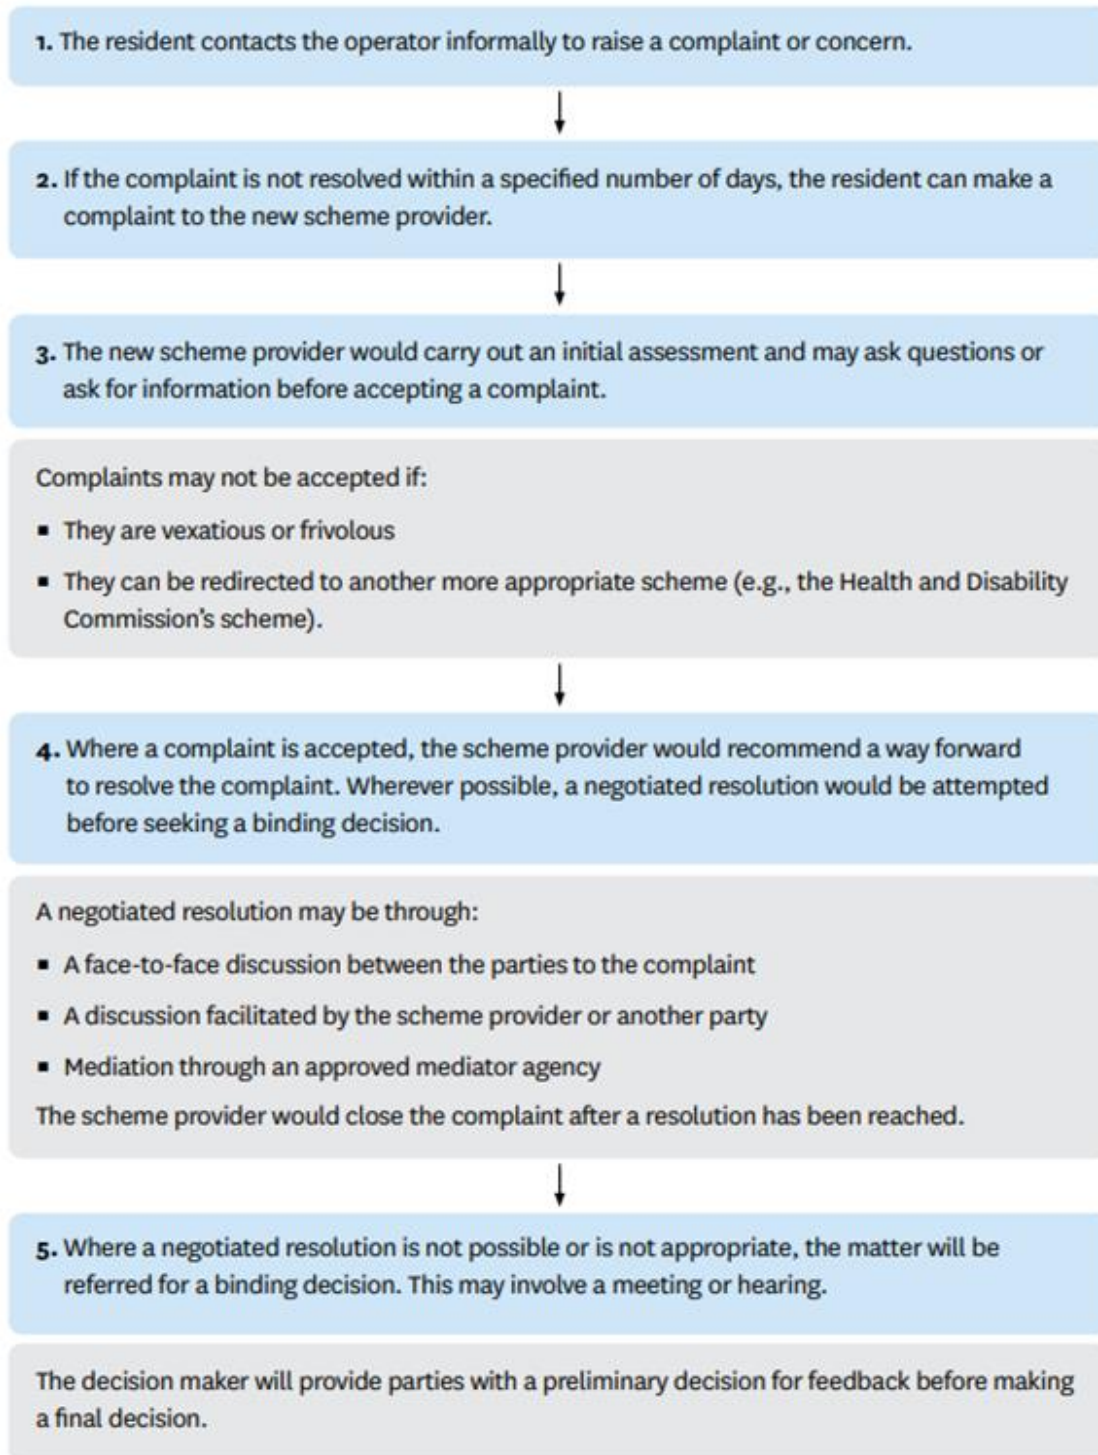 1. The resident contacts the operator informally to raise a complaint or concern.
2. If the complaint is not resolved within a specified number of days, the resident can make a
complaint to the new scheme provider.
3. The new scheme provider would carry out an initial assessment and may ask questions or
ask for information before accepting a complaint.
Complaints may not be accepted if:
▪ They are vexatious or frivolous
▪ They can be redirected to another more appropriate scheme (e.g., the Health and Disability
Commission's scheme).
4. Where a complaint is accepted, the scheme provider would recommend a way forward
to resolve the complaint. Wherever possible, a negotiated resolution would be attempted
before seeking a binding decision.
A negotiated resolution may be through:
▪ A face-to-face discussion between the parties to the complaint
▪ A discussion facilitated by the scheme provider or another party
▪ Mediation through an approved mediator agency
The scheme provider would close the complaint after a resolution has been reached.
5. Where a negotiated resolution is not possible or is not appropriate, the matter will be
referred for a binding decision. This may involve a meeting or hearing.
The decision maker will provide parties with a preliminary decision for feedback before making
a final decision.